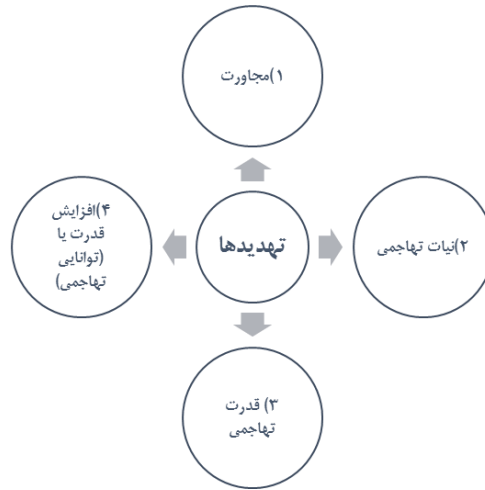 ۱)مجاورت
۲)نیات تهاجمی
۳) قدرت
تهاجمی
۴)افزایش
قدرت یا
(توانایی
تهاجمی)
تهدیدها